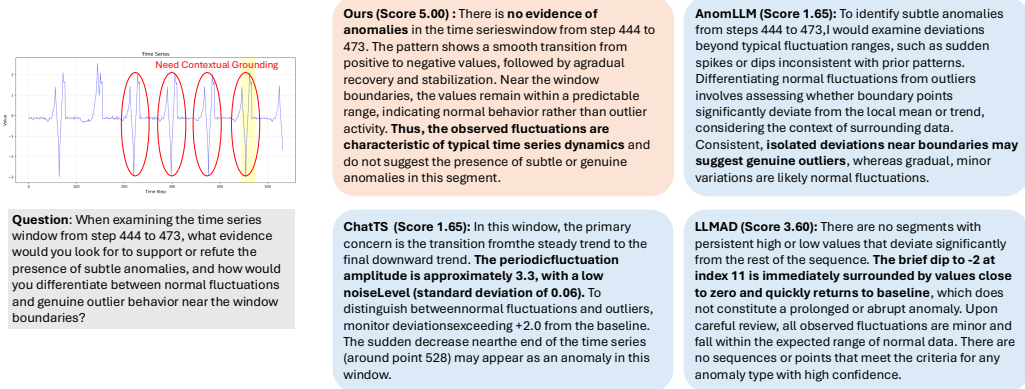 Time Series
Need Contextual Grounding
Value
Time Step
Question: When examining the time series
window from step 444 to 473, what evidence
would you look for to support or refute the
presence of subtle anomalies, and how would
you differentiate between normal fluctuations
and genuine outlier behavior near the window
boundaries?
Ours (Score 5.00) : There is no evidence of
anomalies in the time serieswindow from step 444 to
473. The pattern shows a smooth transition from
positive to negative values, followed by agradual
recovery and stabilization. Near the window
boundaries, the values remain within a predictable
range, indicating normal behavior rather than outlier
activity. Thus, the observed fluctuations are
characteristic of typical time series dynamics and
do not suggest the presence of subtle or genuine
anomalies in this segment.
AnomLLM (Score 1.65): To identify subtle anomalies
from steps 444 to 473,I would examine deviations
beyond typical fluctuation ranges, such as sudden
spikes or dips inconsistent with prior patterns.
Differentiating normal fluctuations from outliers
involves assessing whether boundary points
significantly deviate from the local mean or trend,
considering the context of surrounding data.
Consistent, isolated deviations near boundaries may
suggest genuine outliers, whereas gradual, minor
variations are likely normal fluctuations.
ChatTS (Score 1.65): In this window, the primary
concern is the transition fromthe steady trend to the
final downward trend. The periodicfluctuation
amplitude is approximately 3.3, with a low
noiseLevel (standard deviation of 0.06). To
distinguish betweennormal fluctuations and outliers,
monitor deviationsexceeding +2.0 from the baseline.
The sudden decrease nearthe end of the time series
(around point 528) may appear as an anomaly in this
window.
LLMAD (Score 3.60): There are no segments with
persistent high or low values that deviate significantly
from the rest of the sequence. The brief dip to -2 at
index 11 is immediately surrounded by values close
to zero and quickly returns to baseline, which does
not constitute a prolonged or abrupt anomaly. Upon
careful review, all observed fluctuations are minor and
fall within the expected range of normal data. There are
no sequences or points that meet the criteria for any
anomaly type with high confidence.